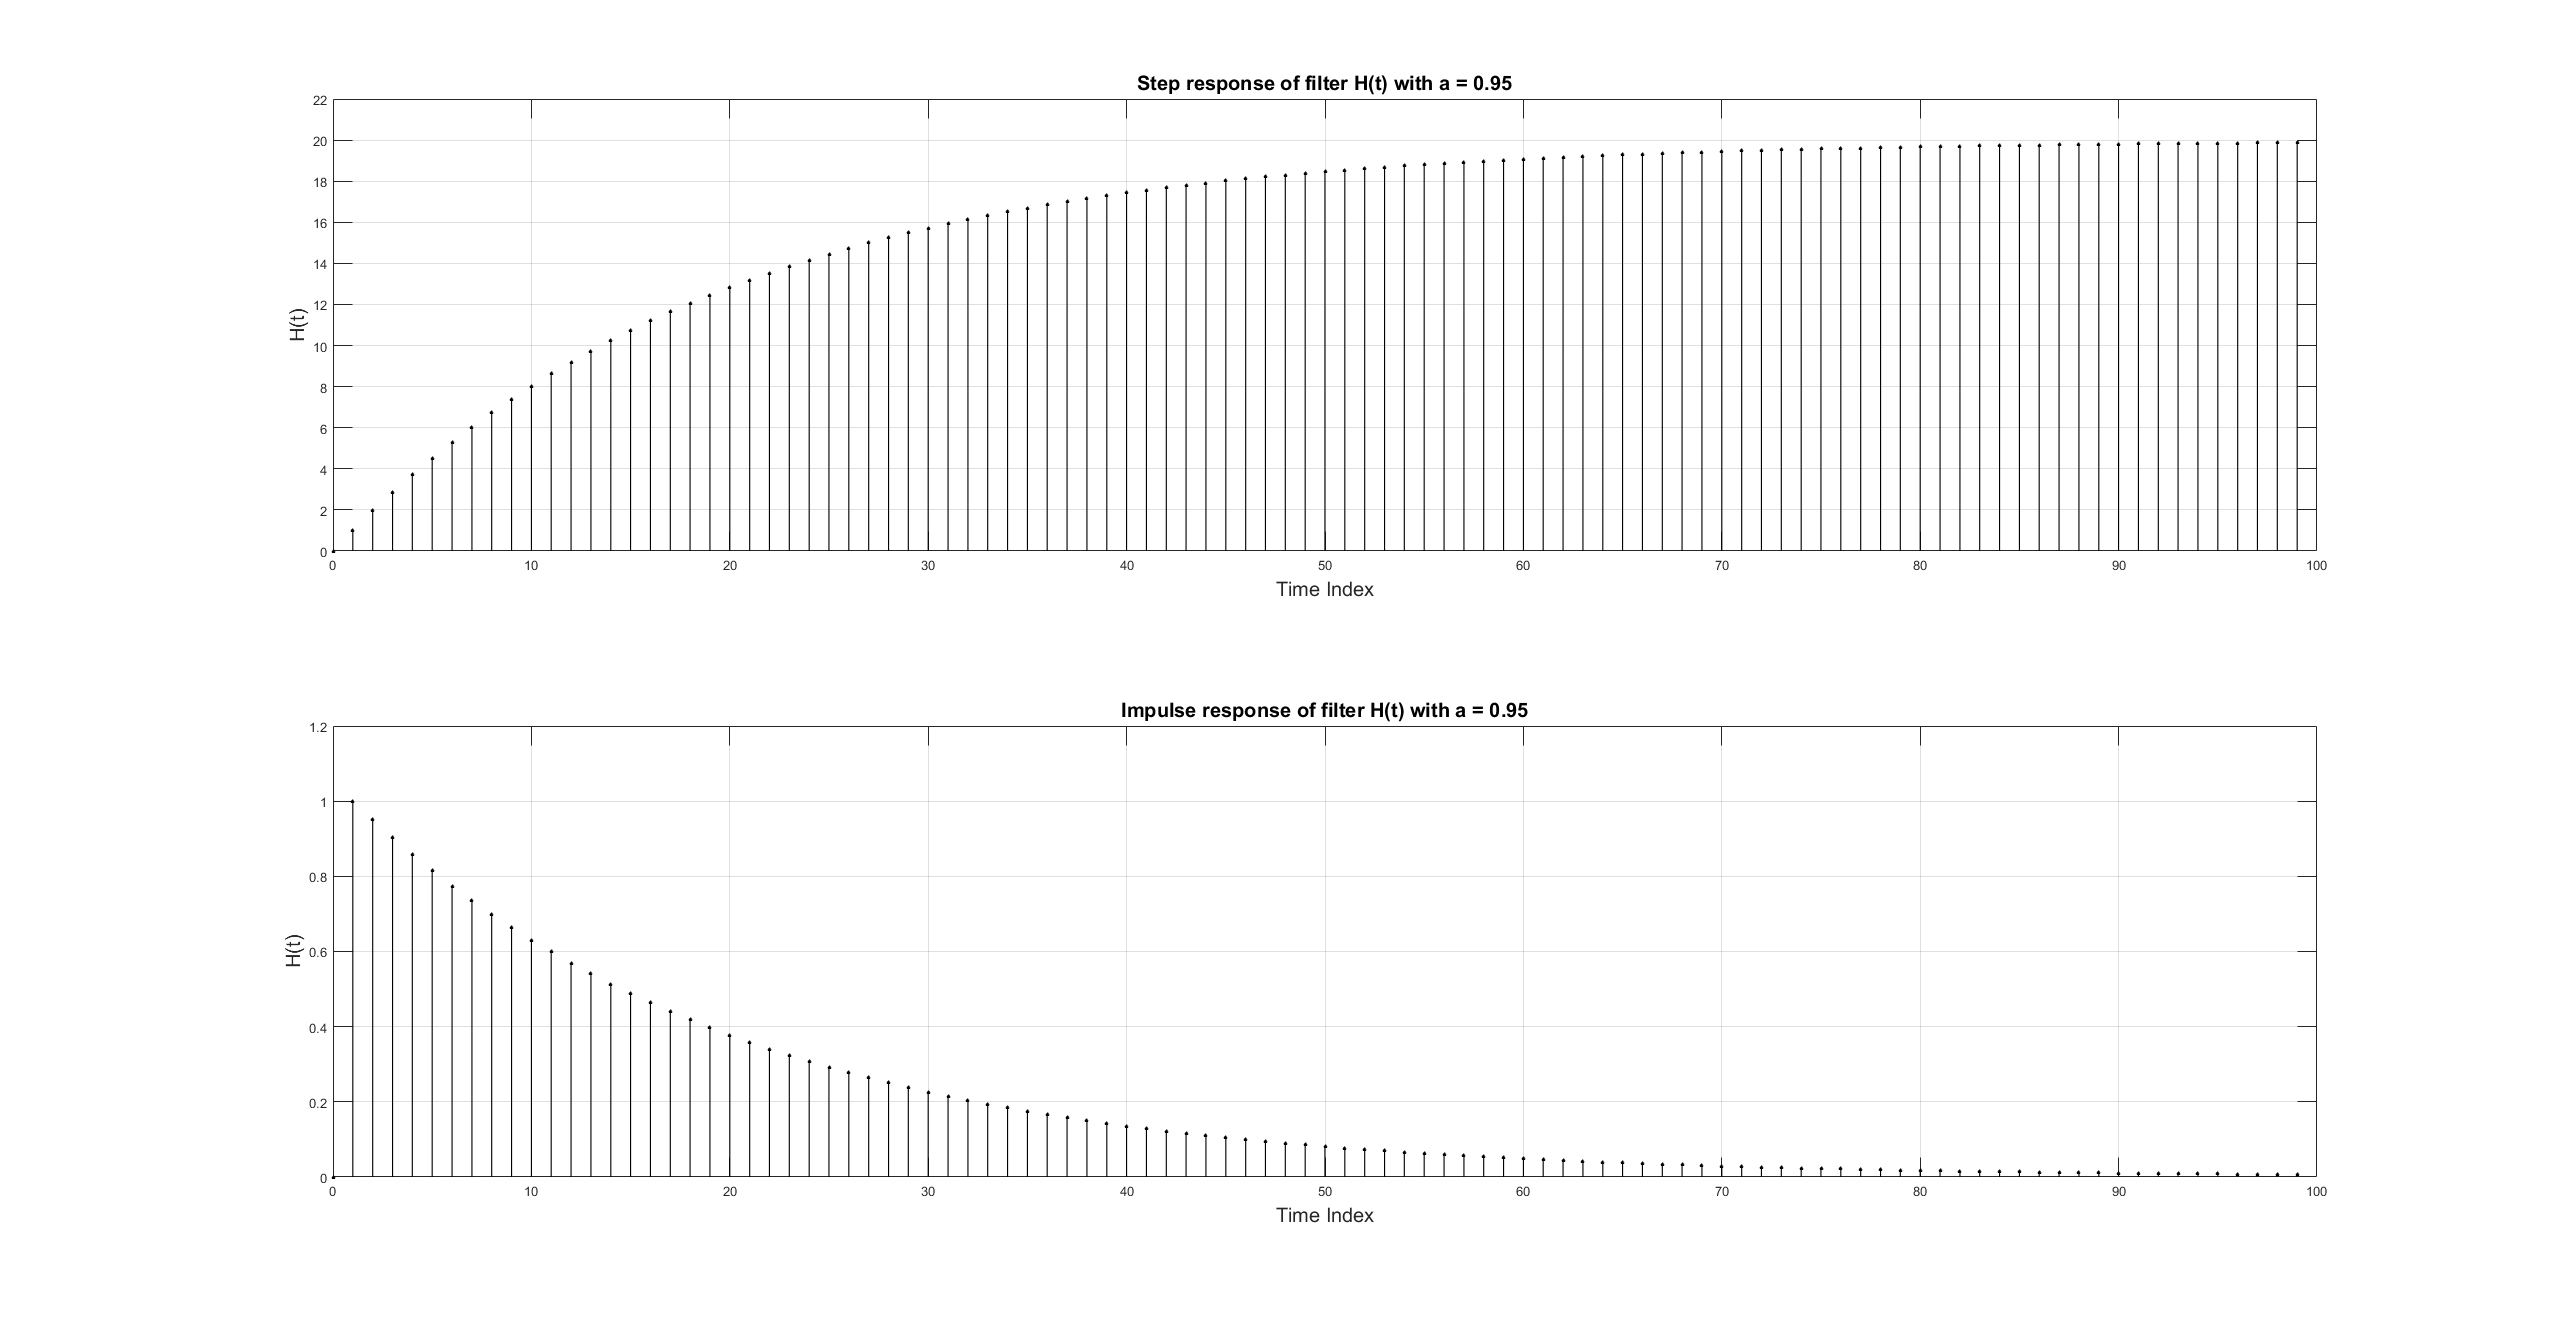 Step response of filter H(t) with a = 0.95
22
20
18
16
14
12
10
8
6
4
2
0
H(t)
0 10 20 30 40 50 60 70 80 90 100
Time Index
Impulse response of filter H(t) with a = 0.95
1.2
1
0.8
0.6
0.4
0.2
0
H(t)
0 10 20 30 40 50 60 70 80 90 100
Time Index